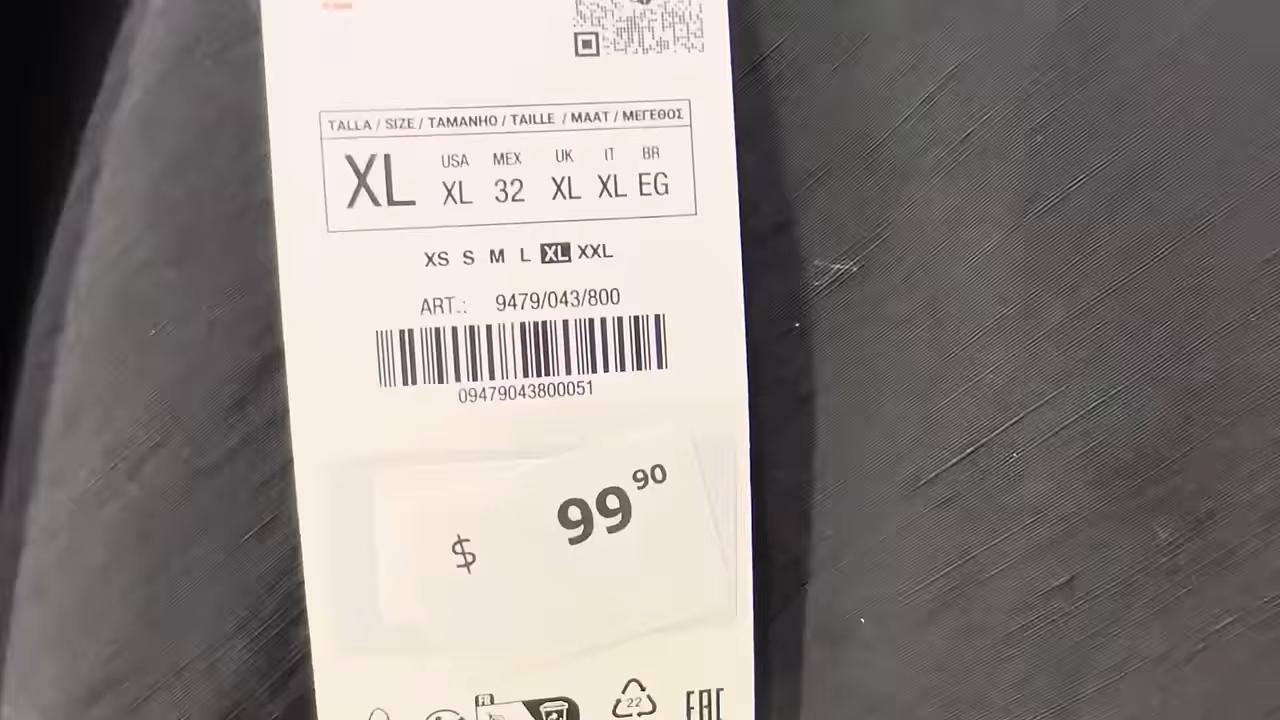 TALLA / SIZE / TAMANHO / TAILLE / MAAT / ΜΕΓΕΘΟΣ
USA MEX UK IT BR
XL XL 32 XL XL EG
XS S M L XL XXL
ART.: 9479/043/800
09479043800051
$ 99 90
FR
22
EAC